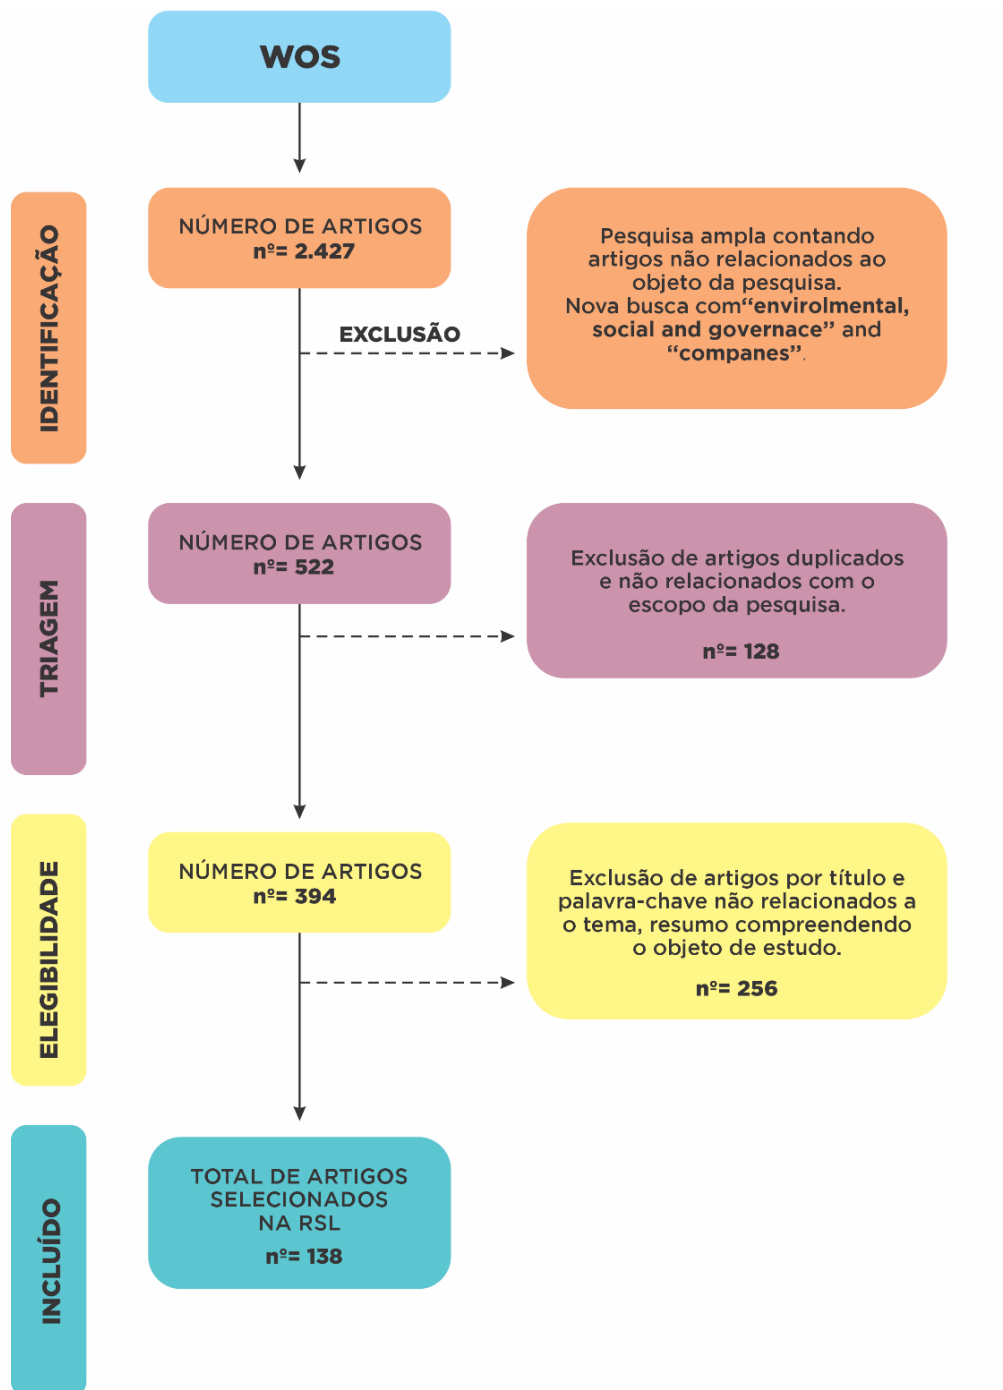 WOS
IDENTIFICAÇÃO
NÚMERO DE ARTIGOS
nº= 2.427
EXCLUSÃO
Pesquisa ampla contando
artigos não relacionados ao
objeto da pesquisa.
Nova busca com“envirolmental,
social and governace” and
“companes”.
TRIAGEM
NÚMERO DE ARTIGOS
nº= 522
Exclusão de artigos duplicados
e não relacionados com o
escopo da pesquisa.
nº= 128
ELEGIBILIDADE
NÚMERO DE ARTIGOS
nº= 394
Exclusão de artigos por título e
palavra-chave não relacionados a
o tema, resumo compreendendo
o objeto de estudo.
nº= 256
INCLUÍDO
TOTAL DE ARTIGOS
SELECIONADOS
NA RSL
nº= 138